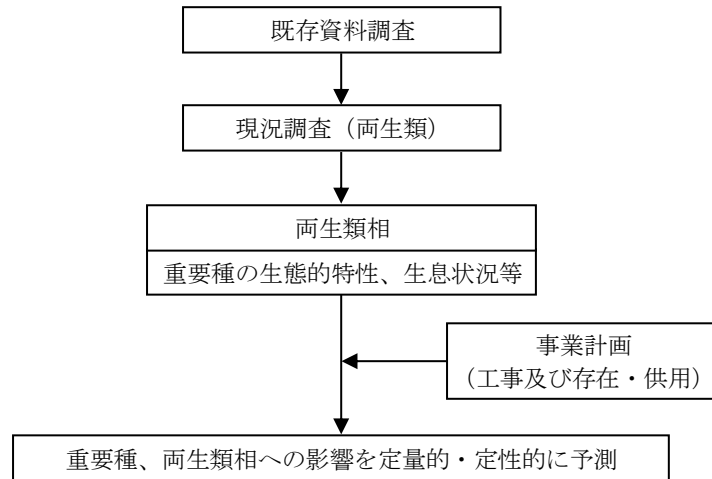 既存資料調査
現況調査（両生類）
両生類相
重要種の生態的特性、生息状況等
事業計画
（工事及び存在・供用）
重要種、両生類相への影響を定量的・定性的に予測